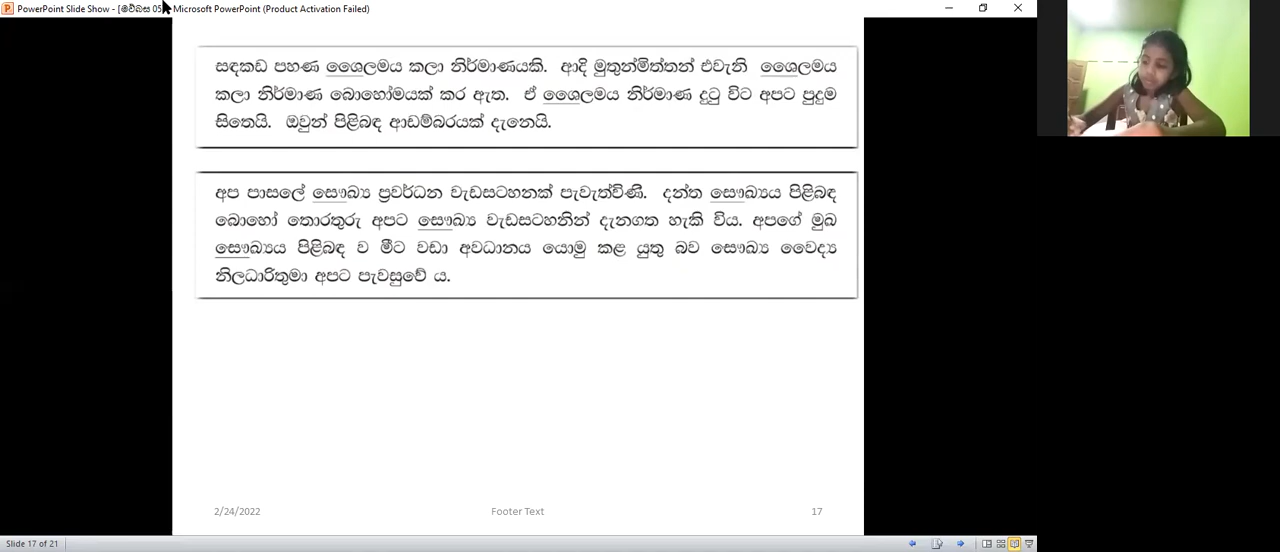 PowerPoint Slide Show - [මව්බස 05 Microsoft PowerPoint (Product Activation Failed)
සඳකඩ පහණ ශෛලමය කලා නිර්මාණයකි. ආදි මුතුන්මිත්තන් එවැනි ශෛලමය
කලා නිර්මාණ බොහෝමයක් කර ඇත. ඒ ශෛලමය නිර්මාණ දුටු විට අපට පුදුම
සිතෙයි. ඔවුන් පිළිබඳ ආඩම්බරයක් දැනෙයි.
අප පාසලේ සෞඛ්‍ය ප්‍රවර්ධන වැඩසටහනක් පැවැත්විණි. දන්ත සෞඛ්‍යය පිළිබඳ
බොහෝ තොරතුරු අපට සෞඛ්‍ය වැඩසටහනින් දැනගත හැකි විය. අපගේ මුඛ
සෞඛ්‍යය පිළිබඳ ව මීට වඩා අවධානය යොමු කළ යුතු බව සෞඛ්‍ය වෛද්‍ය
නිලධාරිතුමා අපට පැවසුවේ ය.
2/24/2022 Footer Text 17
Slide 17 of 21